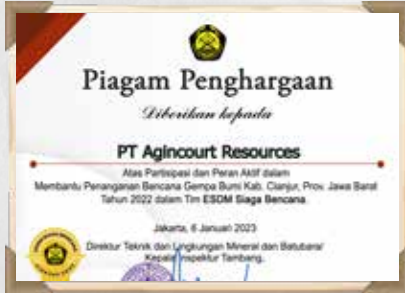 Piagam Penghargaan
Diberikan kepada
PT Agincourt Resources
Atas Partisipasi dan Peran Aktif dalam
Membantu Penanganan Bencana Gempa Bumi Kab. Cianjur, Prov. Jawa Barat
Tahun 2022 dalam Tim ESDM Siaga Bencana.
Jakarta, 6 Januari 2023
Direktur Teknik dan Lingkungan Mineral dan Batubara/
Kepala Inspektur Tambang,